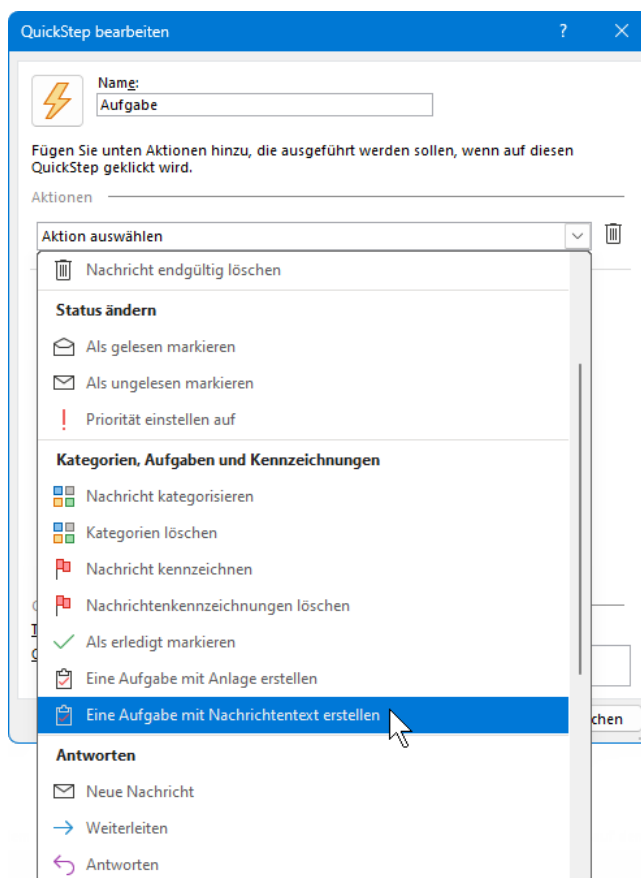 QuickStep bearbeiten
Name:
Aufgabe
Fügen Sie unten Aktionen hinzu, die ausgeführt werden sollen, wenn auf diesen
QuickStep geklickt wird.
Aktionen
Aktion auswählen
Nachricht endgültig löschen
Status ändern
Als gelesen markieren
Als ungelesen markieren
Priorität einstellen auf
Kategorien, Aufgaben und Kennzeichnungen
Nachricht kategorisieren
Kategorien löschen
Nachricht kennzeichnen
Nachrichtenkennzeichnungen löschen
Als erledigt markieren
Eine Aufgabe mit Anlage erstellen
Eine Aufgabe mit Nachrichtentext erstellen
chen
Antworten
Neue Nachricht
Weiterleiten
Antworten